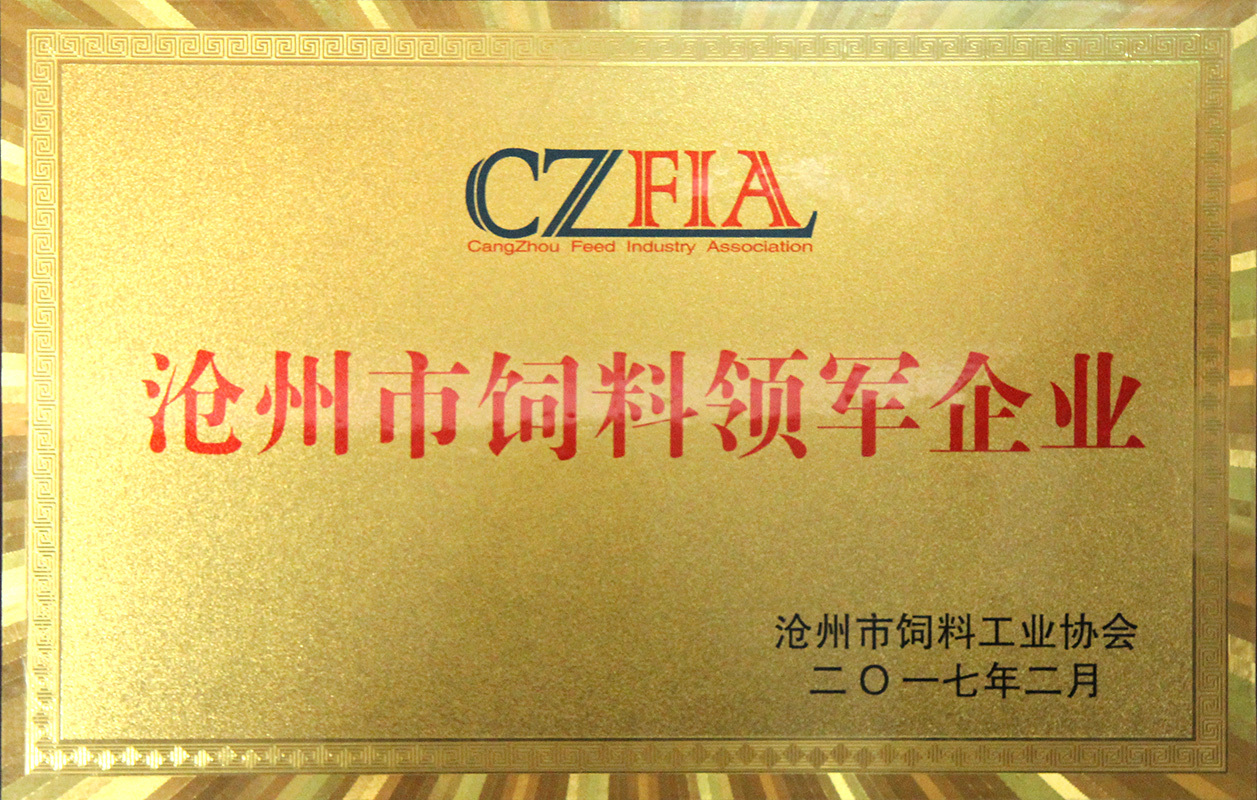 CZFIA
CangZhou Feed Industry Association
沧州市饲料领军企业
沧州市饲料工业协会
二〇一七年二月